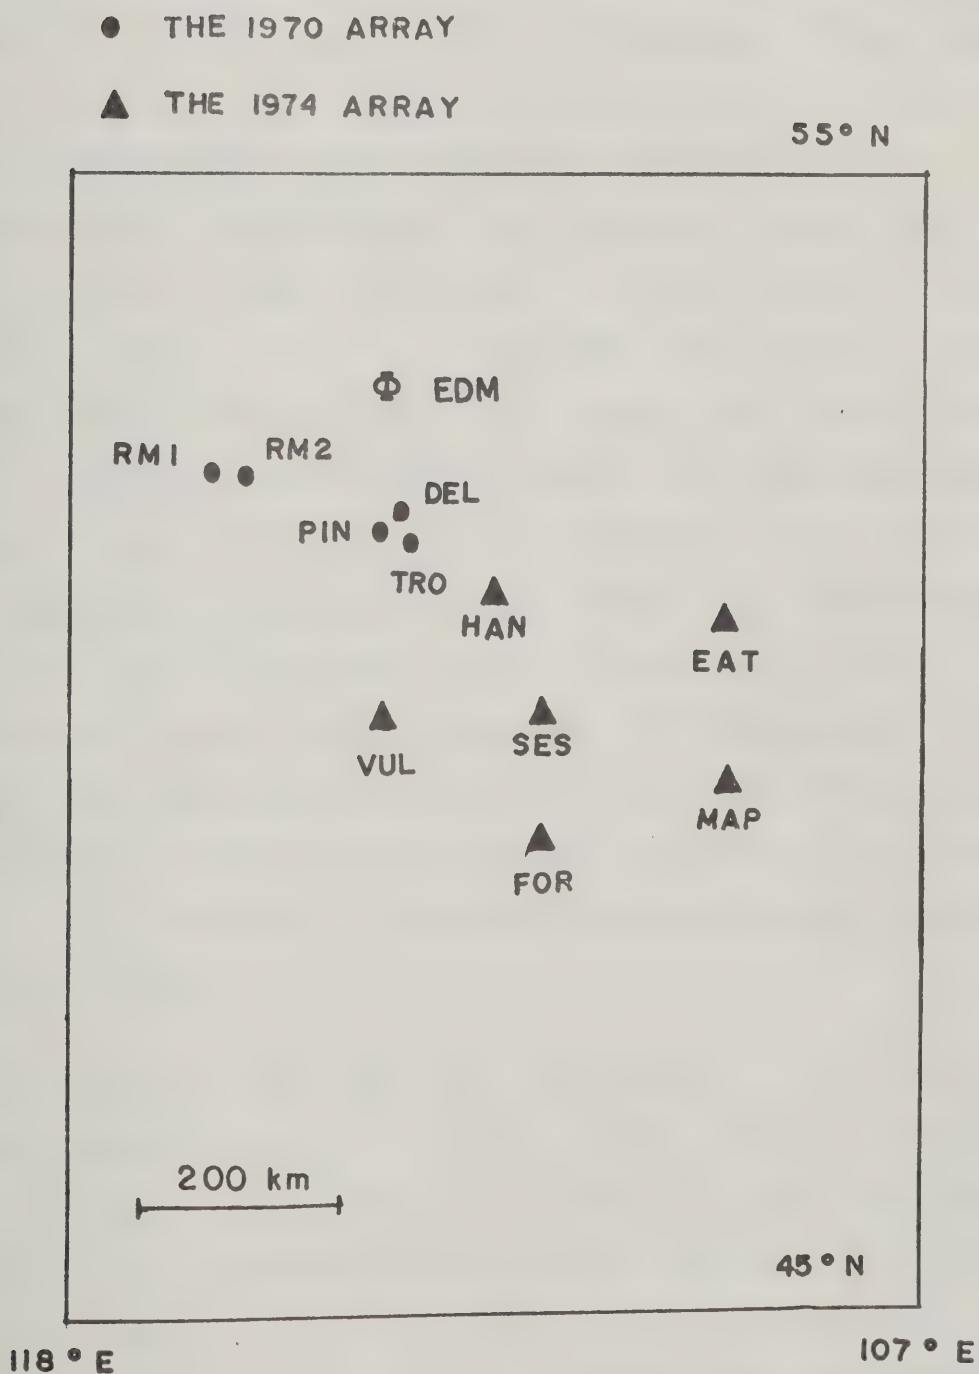 THE 1970 ARRAY
THE 1974 ARRAY
55° N
EDM
RM1
RM2
DEL
PIN
TRO
HAN
EAT
VUL
SES
MAP
FOR
200 km
45° N
118° E
107° E